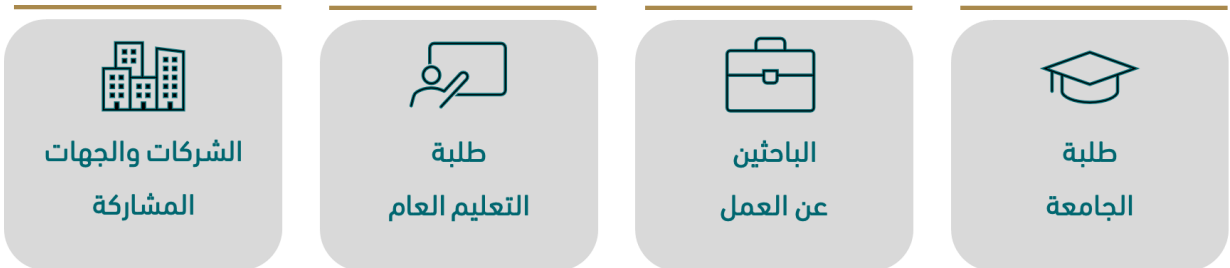 طلبة
الجامعة
الباحثين
عن العمل
طلبة
التعليم العام
الشركات والجهات
المشاركة